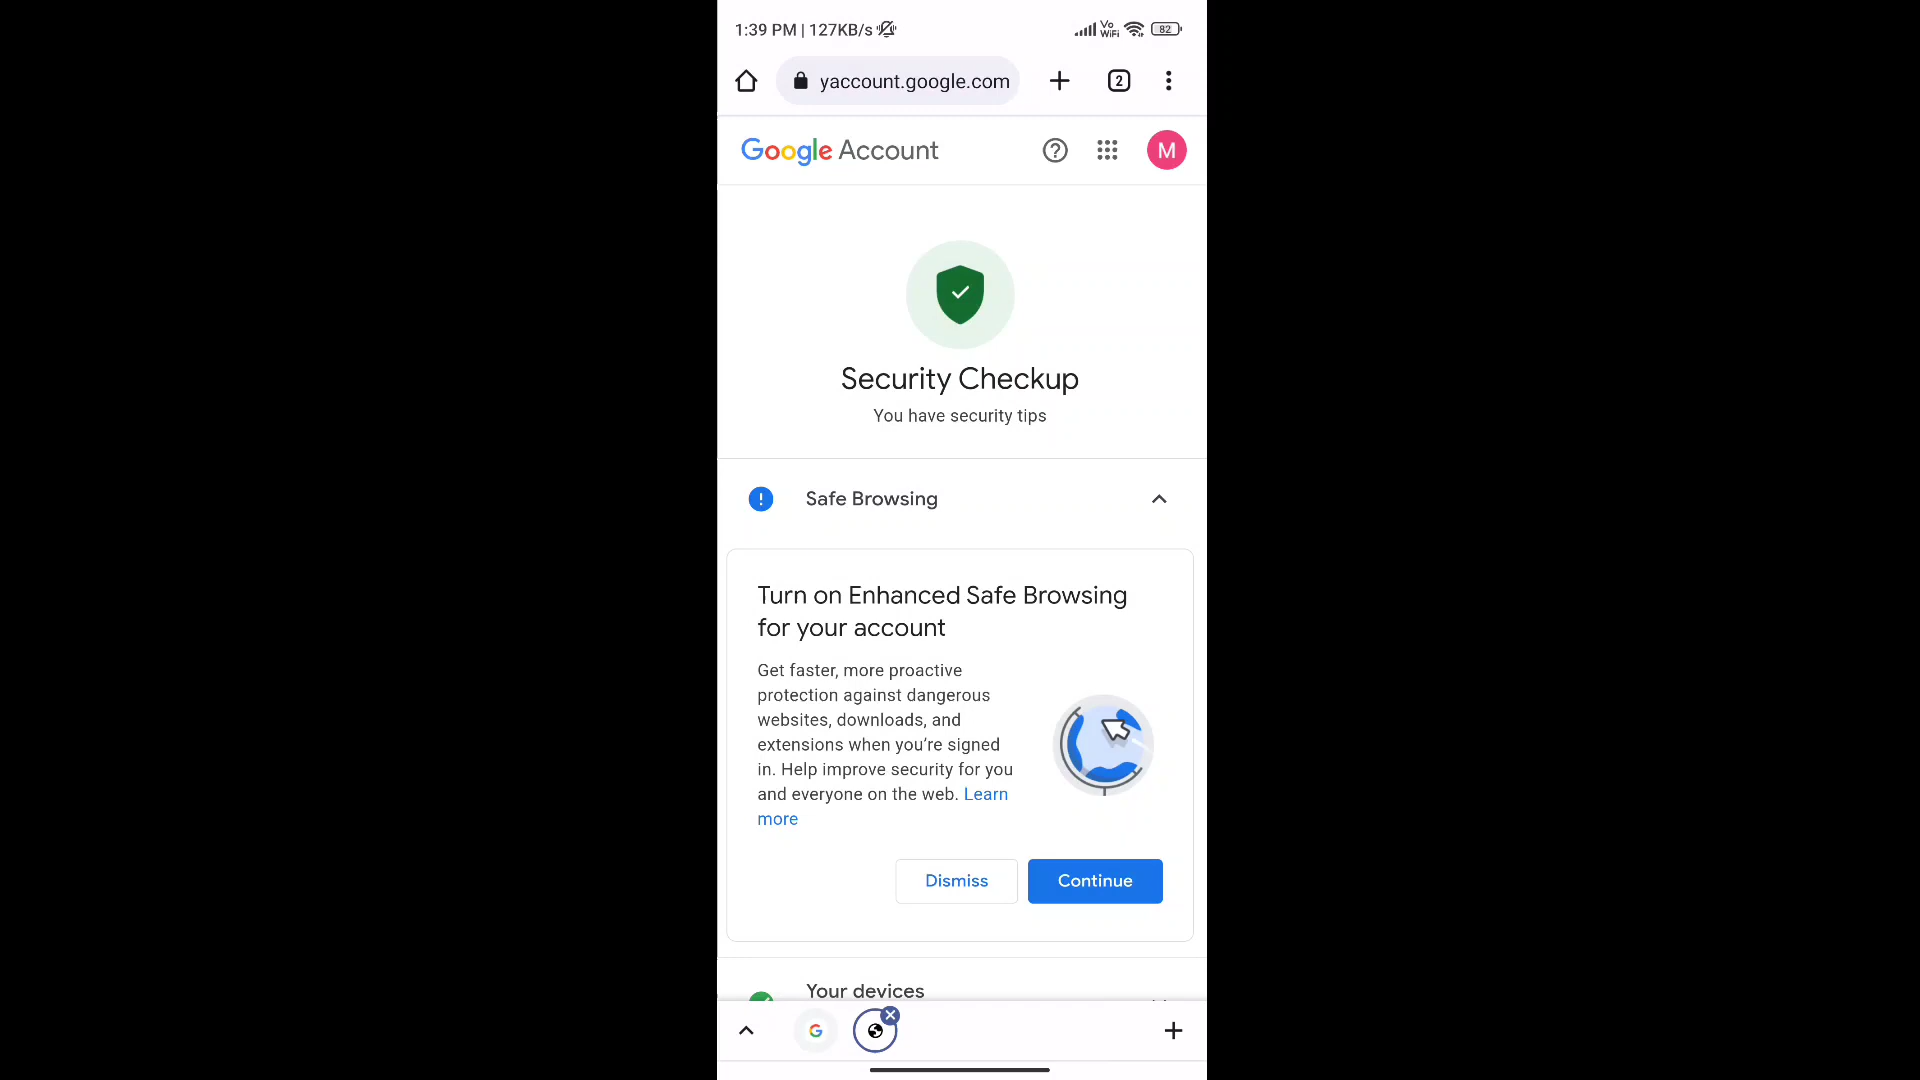 1:39 PM | 127KB/s Vo WiFi 82
yaccount.google.com 2
Google Account M
Security Checkup
You have security tips
Safe Browsing
Turn on Enhanced Safe Browsing
for your account
Get faster, more proactive
protection against dangerous
websites, downloads, and
extensions when you’re signed
in. Help improve security for you
and everyone on the web. Learn
more
Dismiss Continue
Your devices
G